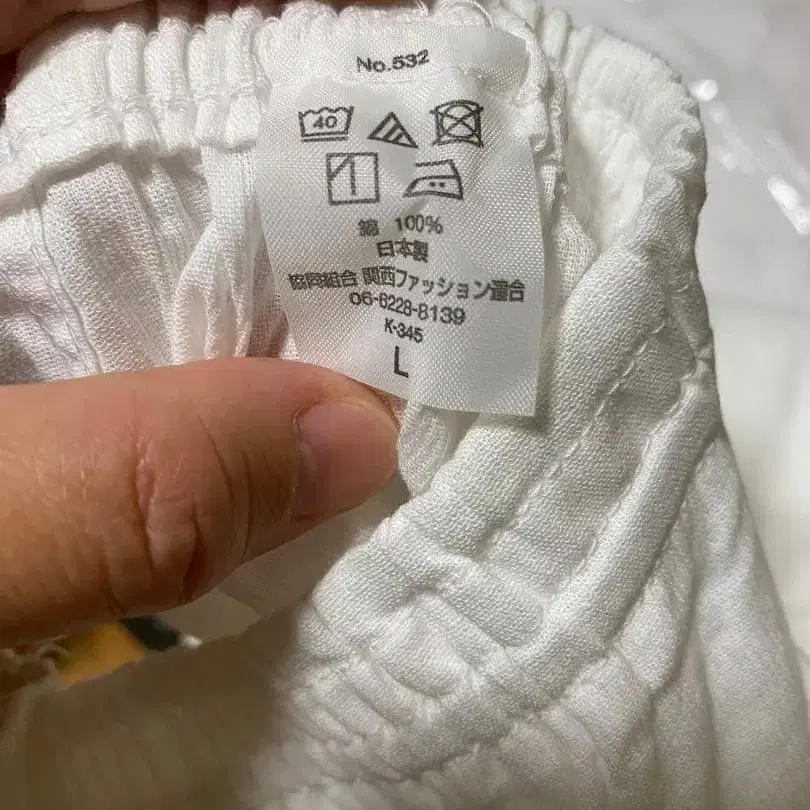 No.532
40
綿 100%
日本製
協同組合 関西ファッション連合
06-6228-8139
K-345
L